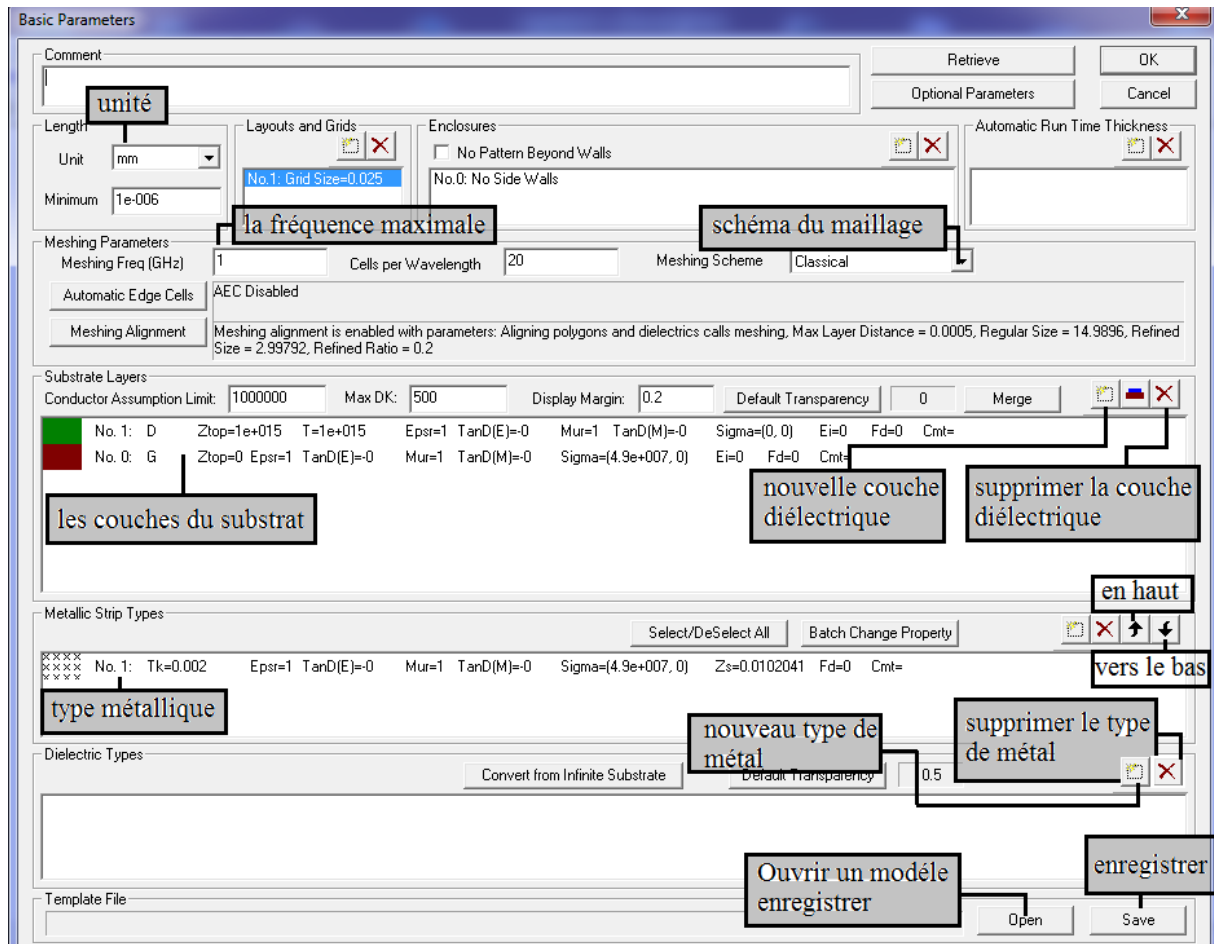 Basic Parameters
Comment
Retrieve
OK
Optional Parameters
Cancel
unité
Length
Unit
mm
Minimum
1e-006
Layouts and Grids
No.1: Grid Size=0.025
Enclosures
No Pattern Beyond Walls
No.0: No Side Walls
Automatic Run Time Thickness
la fréquence maximale
schéma du maillage
Meshing Parameters
Meshing Freq (GHz)
1
Cells per Wavelength
20
Meshing Scheme
Classical
Automatic Edge Cells
AEC Disabled
Meshing Alignment
Meshing alignment is enabled with parameters: Aligning polygons and dielectrics calls meshing, Max Layer Distance = 0.0005, Regular Size = 14.9896, Refined
Size = 2.99792, Refined Ratio = 0.2
Substrate Layers
Conductor Assumption Limit:
1000000
Max DK:
500
Display Margin:
0.2
Default Transparency
0
Merge
No. 1: D Ztop=1e+015 T=1e+015 Epsr=1 TanD(E)=-0 Mur=1 TanD(M)=-0 Sigma=(0, 0) Ei=0 Fd=0 Cmt=
No. 0: G Ztop=0 Epsr=1 TanD(E)=-0 Mur=1 TanD(M)=-0 Sigma=(4.9e+007, 0) Ei=0 Fd=0 Cmt=
les couches du substrat
nouvelle couche
diélectrique
supprimer la couche
diélectrique
en haut
Metallic Strip Types
Select/DeSelect All
Batch Change Property
No. 1: Tk=0.002 Epsr=1 TanD(E)=-0 Mur=1 TanD(M)=-0 Sigma=(4.9e+007, 0) Zs=0.0102041 Fd=0 Cmt=
vers le bas
type métallique
nouveau type de
métal
supprimer le type
de métal
Dielectric Types
Convert from Infinite Substrate
Default Transparency
0.5
Ouvrir un modéle
enregistrer
enregistrer
Template File
Open
Save